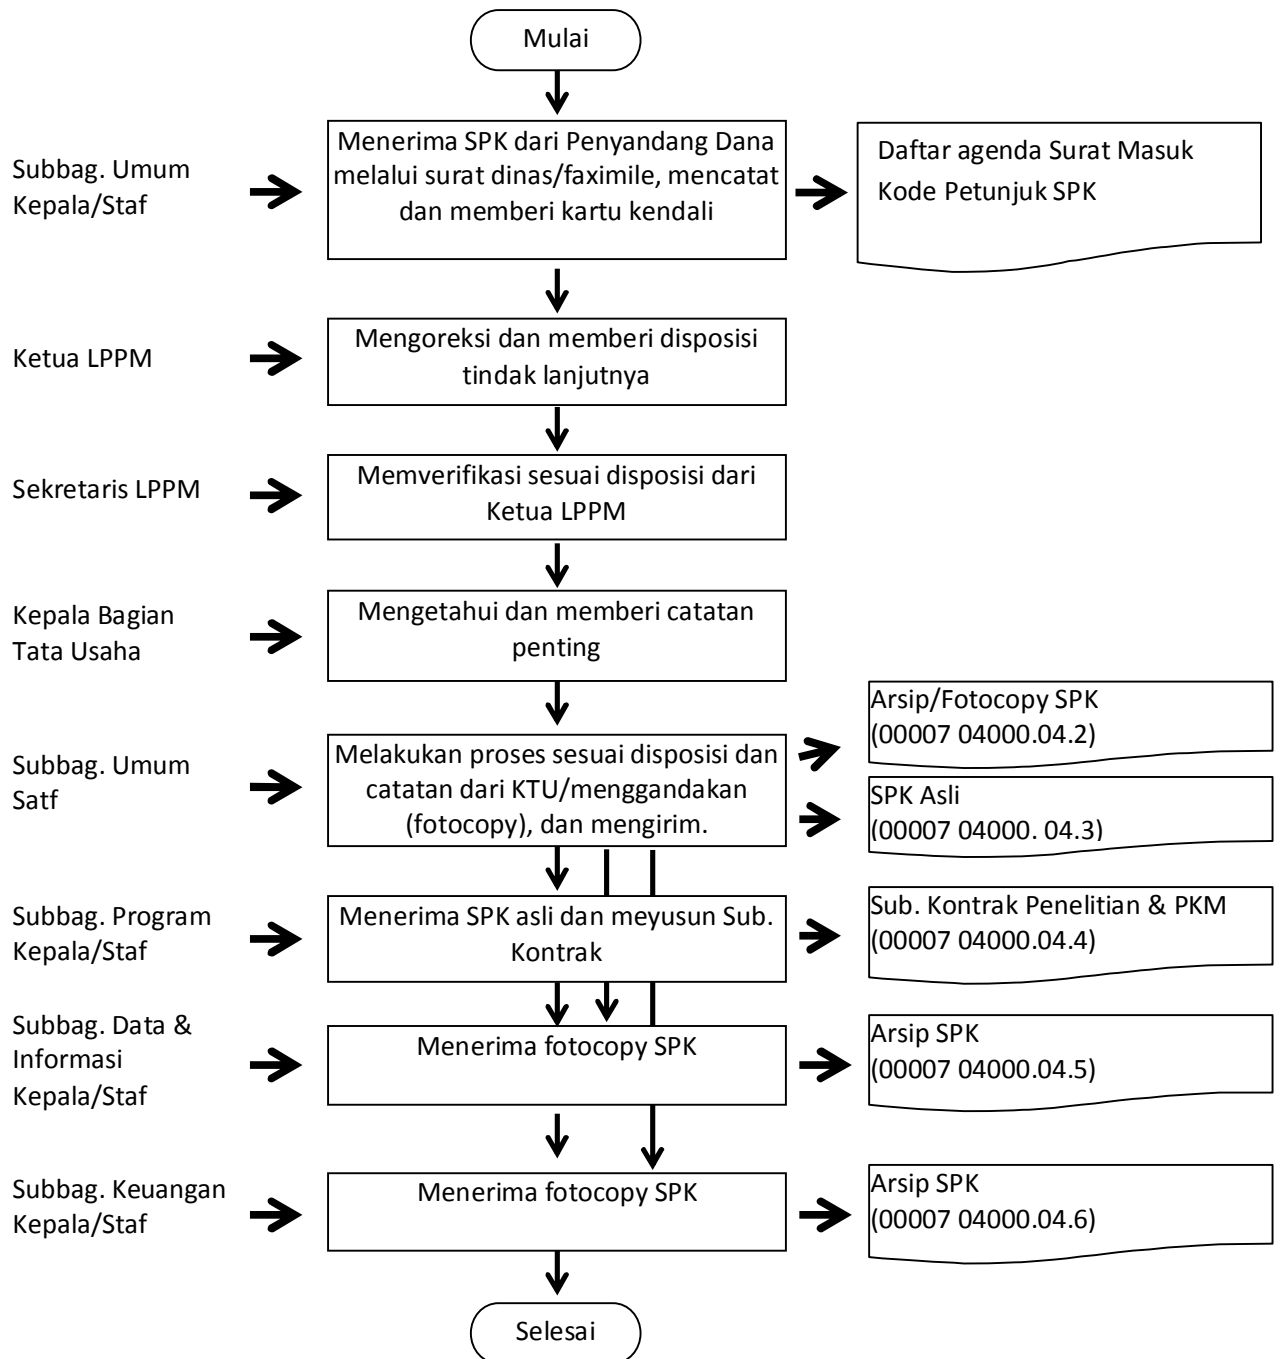 Mulai
Subbag. Umum
Kepala/Staf
Menerima SPK dari Penyandang Dana
melalui surat dinas/faximile, mencatat
dan memberi kartu kendali
Daftar agenda Surat Masuk
Kode Petunjuk SPK
Ketua LPPM
Mengoreksi dan memberi disposisi
tindak lanjutnya
Sekretaris LPPM
Memverifikasi sesuai disposisi dari
Ketua LPPM
Kepala Bagian
Tata Usaha
Mengetahui dan memberi catatan
penting
Subbag. Umum
Satf
Melakukan proses sesuai disposisi dan
catatan dari KTU/menggandakan
(fotocopy), dan mengirim.
Arsip/Fotocopy SPK
(00007 04000.04.2)
SPK Asli
(00007 04000. 04.3)
Subbag. Program
Kepala/Staf
Menerima SPK asli dan meyusun Sub.
Kontrak
Sub. Kontrak Penelitian & PKM
(00007 04000.04.4)
Subbag. Data &
Informasi
Kepala/Staf
Menerima fotocopy SPK
Arsip SPK
(00007 04000.04.5)
Subbag. Keuangan
Kepala/Staf
Menerima fotocopy SPK
Arsip SPK
(00007 04000.04.6)
Selesai